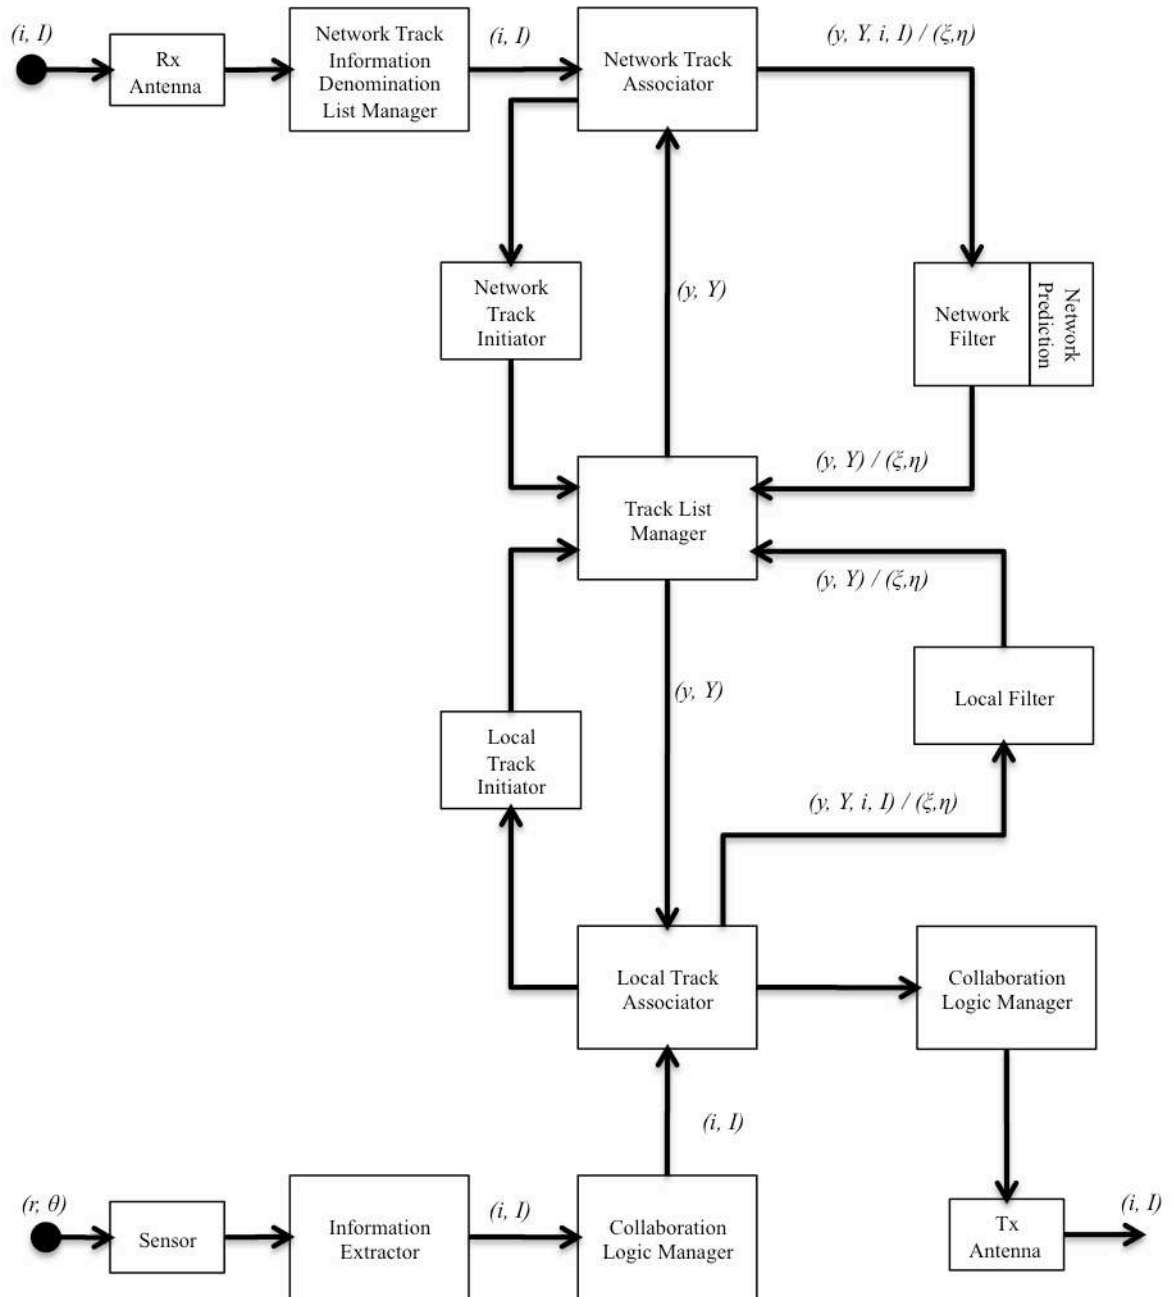 (i, I)
Rx
Antenna
Network Track
Information
Denomination
List Manager
(i, I)
Network Track
Associator
(y, Y, i, I) / (ξ,η)
Network
Track
Initiator
(y, Y)
Network
Filter
Network
Prediction
(y, Y) / (ξ,η)
Track List
Manager
(y, Y) / (ξ,η)
(y, Y)
Local Filter
Local
Track
Initiator
(y, Y, i, I) / (ξ,η)
Local Track
Associator
Collaboration
Logic Manager
(i, I)
(r, θ)
Sensor
Information
Extractor
(i, I)
Collaboration
Logic Manager
Tx
Antenna
(i, I)